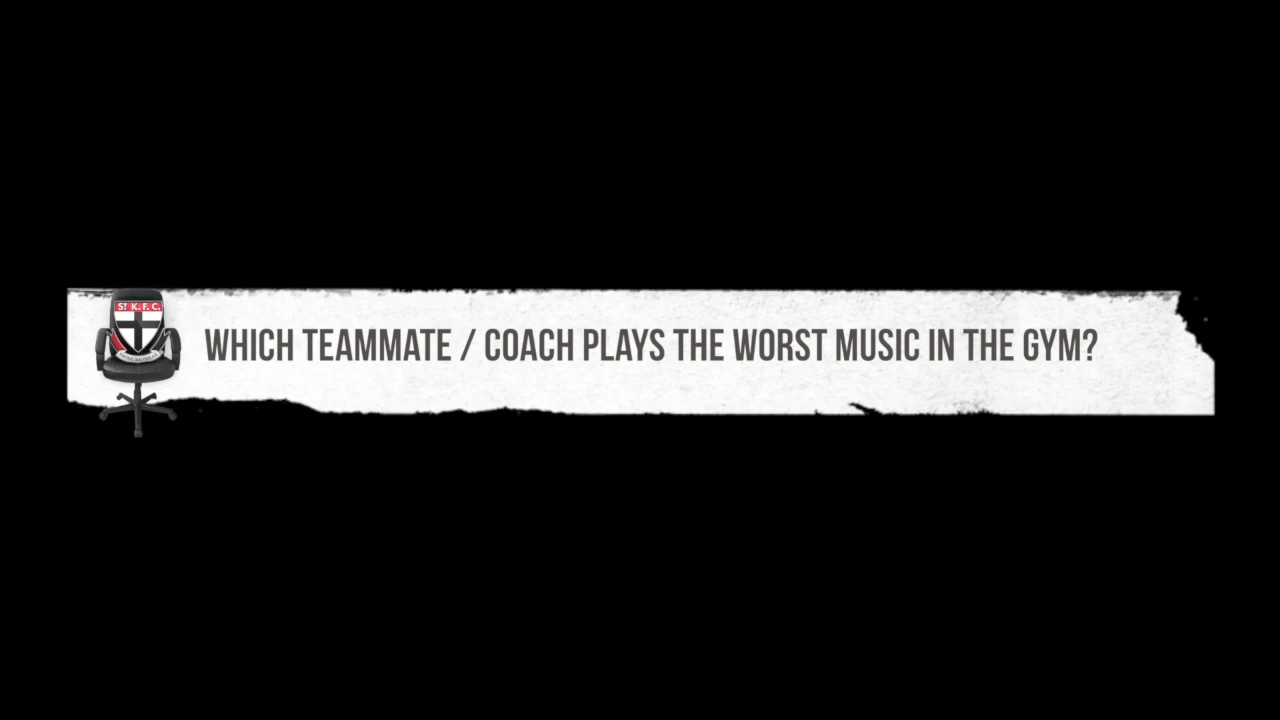 ST K.F.C.
WHICH TEAMMATE / COACH PLAYS THE WORST MUSIC IN THE GYM?